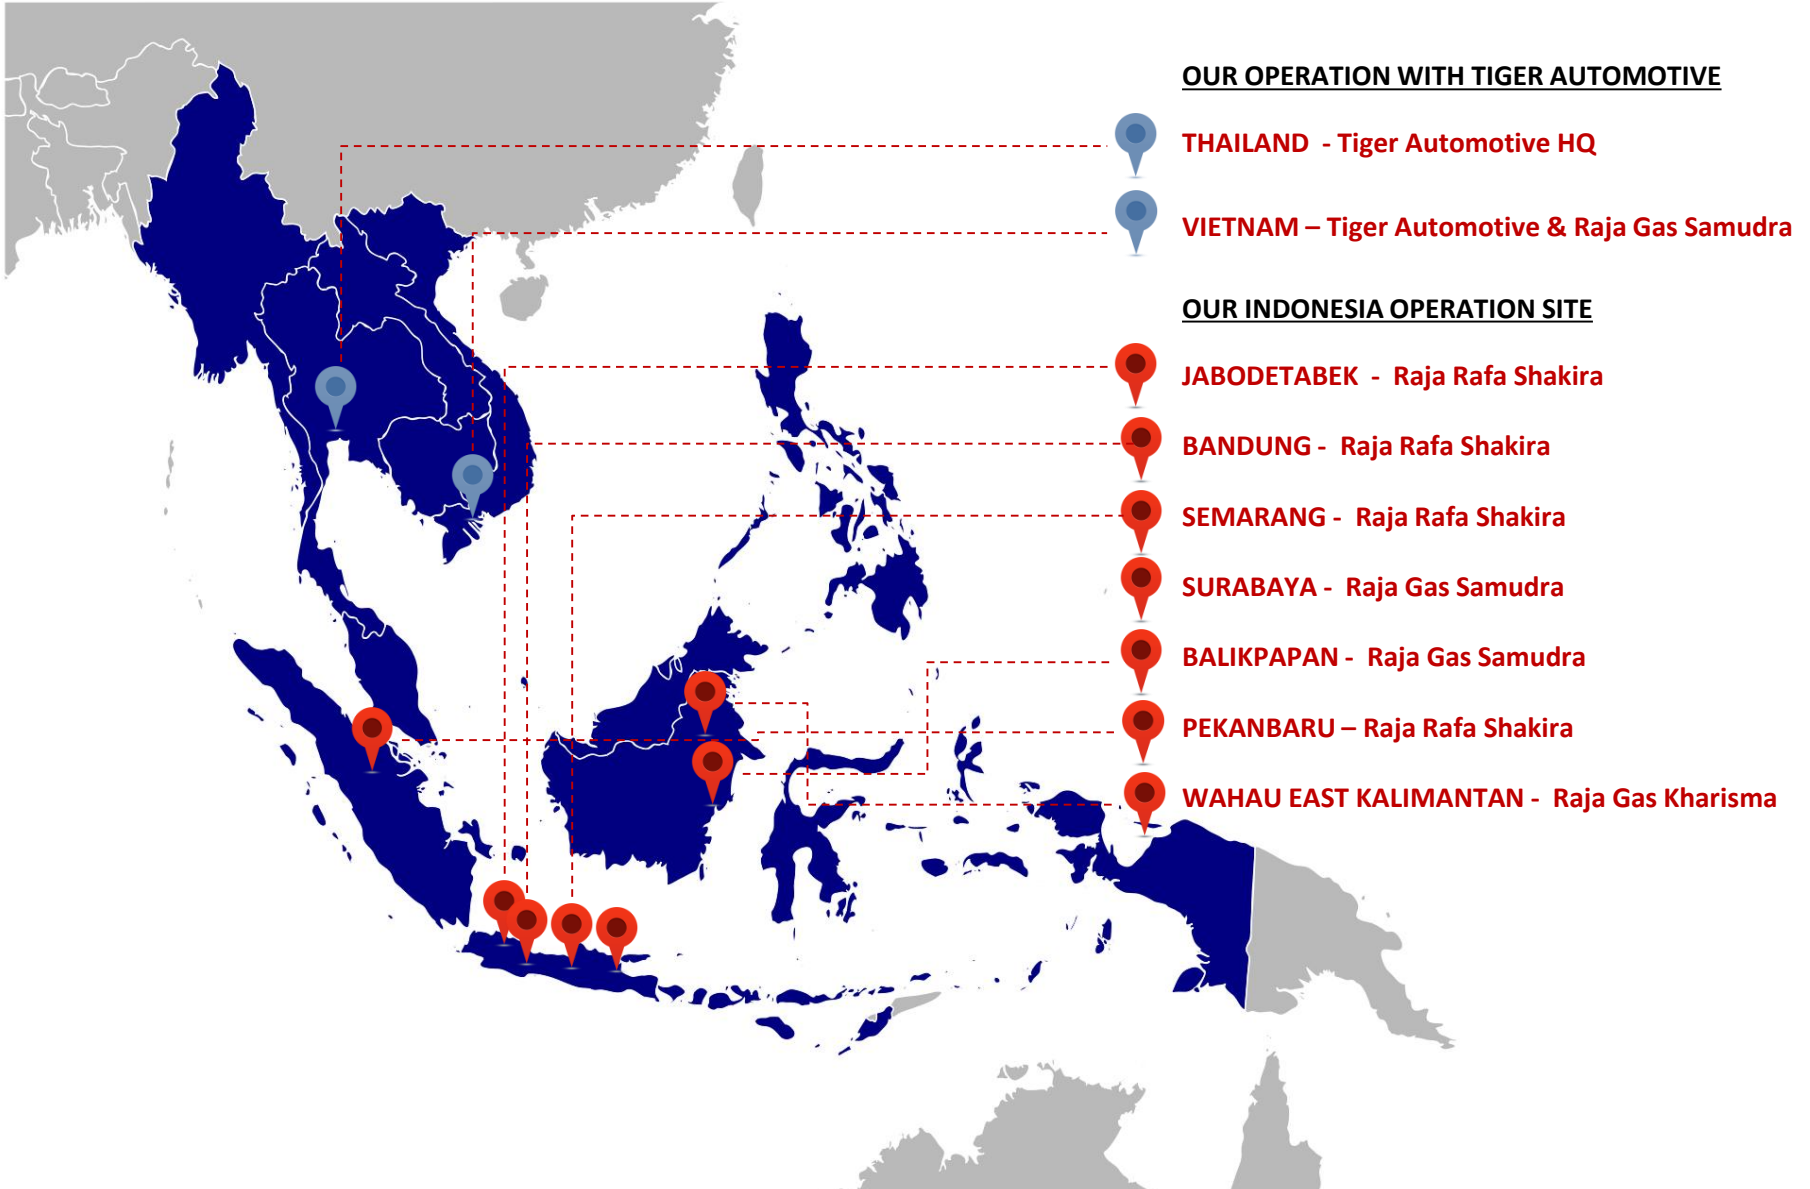 OUR OPERATION WITH TIGER AUTOMOTIVE
THAILAND - Tiger Automotive HQ
VIETNAM – Tiger Automotive & Raja Gas Samudra
OUR INDONESIA OPERATION SITE
JABODETABEK - Raja Rafa Shakira
BANDUNG - Raja Rafa Shakira
SEMARANG - Raja Rafa Shakira
SURABAYA - Raja Gas Samudra
BALIKPAPAN - Raja Gas Samudra
PEKANBARU – Raja Rafa Shakira
WAHAU EAST KALIMANTAN - Raja Gas Kharisma